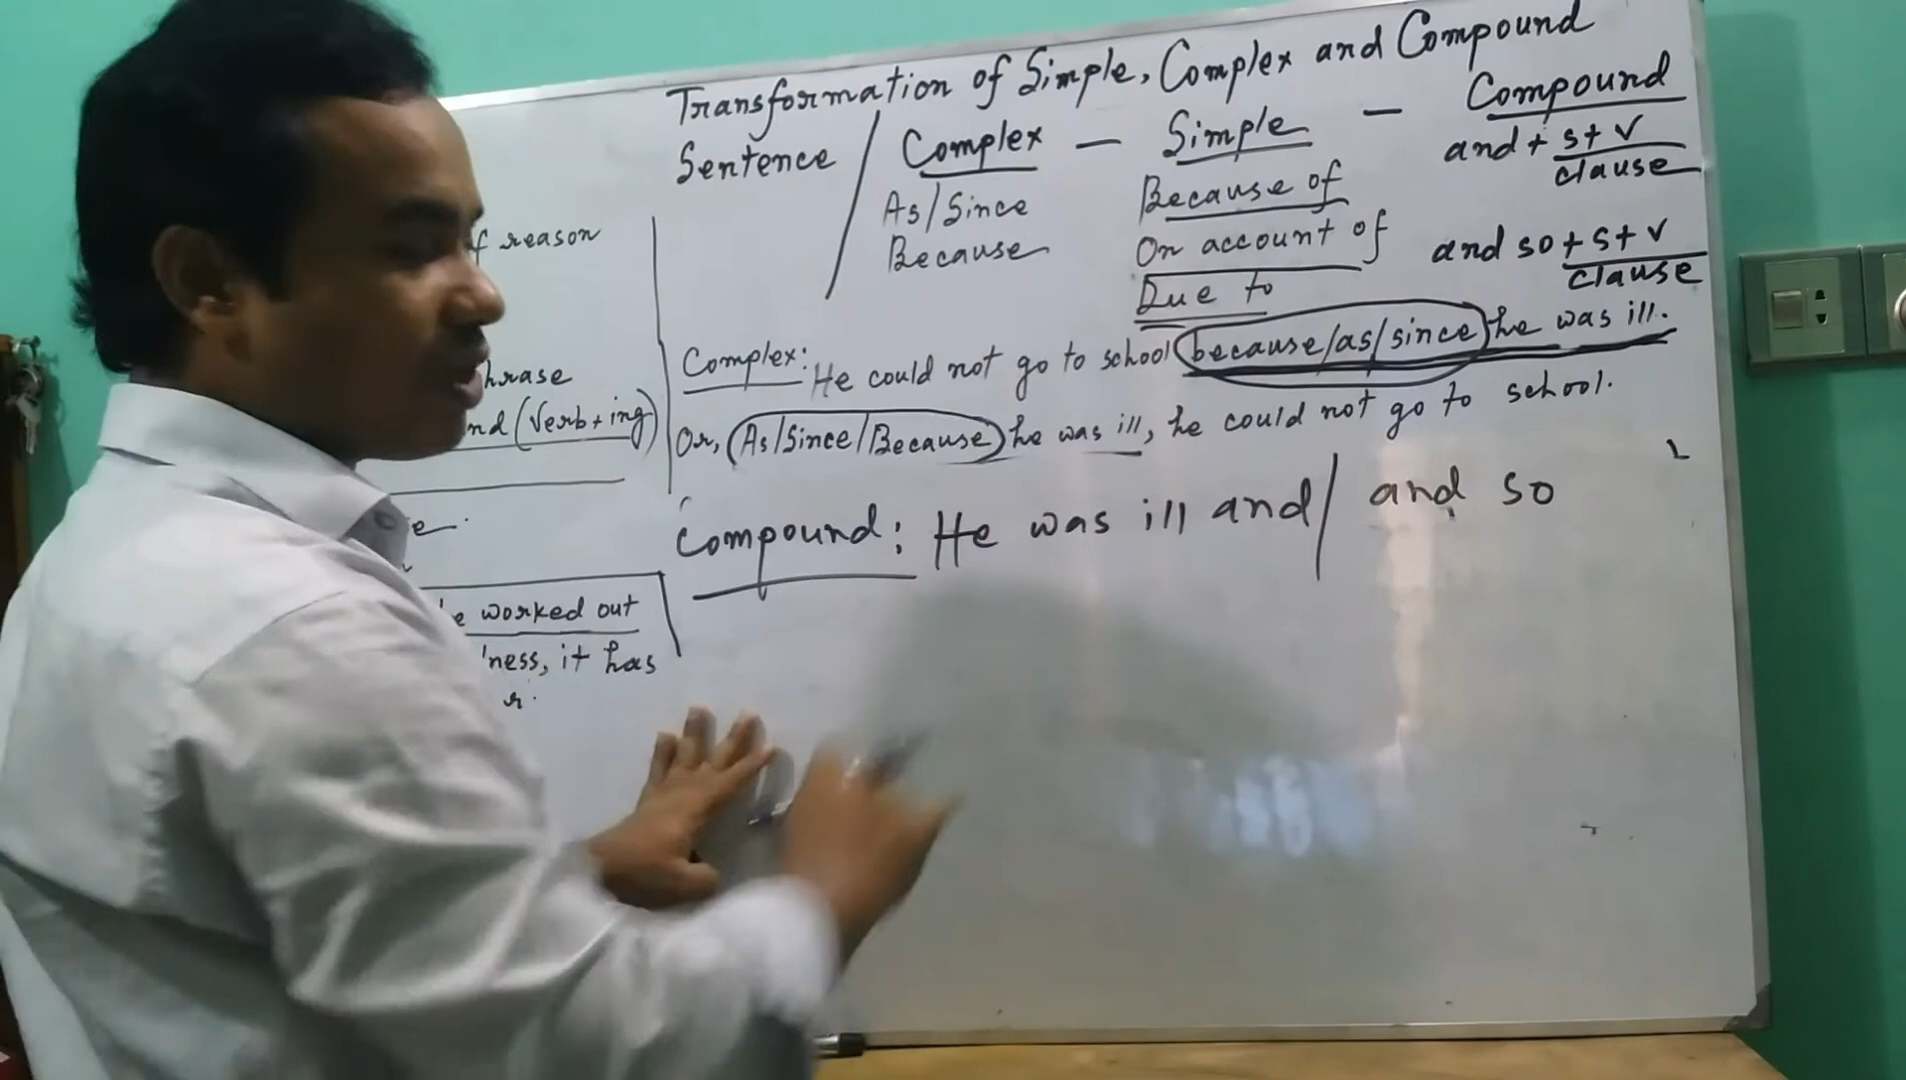 Transformation of Simple, Complex and Compound
Sentence / Complex — Simple — Compound
As/Since
Because
Because of
On account of
Due to
and + s+v
clause
and so + s+v
clause
f reason
hrase
nd (Verb+ing)
e.
e worked out
ness, it has
r.
Complex: He could not go to school because/as/since he was ill.
Or, As/Since/Because he was ill, he could not go to school.
Compound: He was ill and/ and so